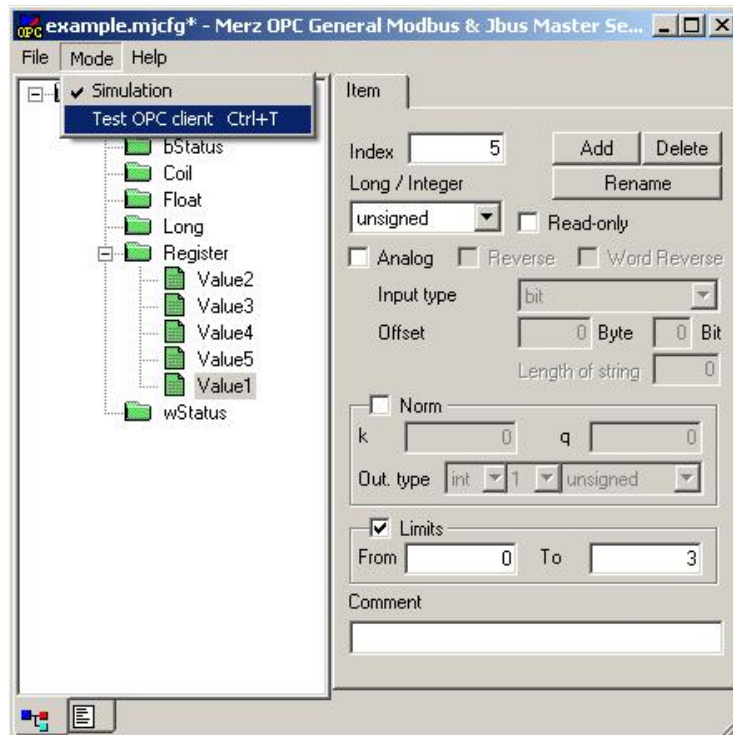 OPC example.mjcfg* - Merz OPC General Modbus & Jbus Master Se...
File Mode Help
Simulation
Test OPC client Ctrl+T
bStatus
Coil
Float
Long
Register
Value2
Value3
Value4
Value5
Value1
wStatus
Item
Index 5 Add Delete
Long / Integer Rename
unsigned Read-only
Analog Reverse Word Reverse
Input type bit
Offset 0 Byte 0 Bit
Length of string 0
Norm
k 0 q 0
Out. type int 1 unsigned
Limits
From 0 To 3
Comment